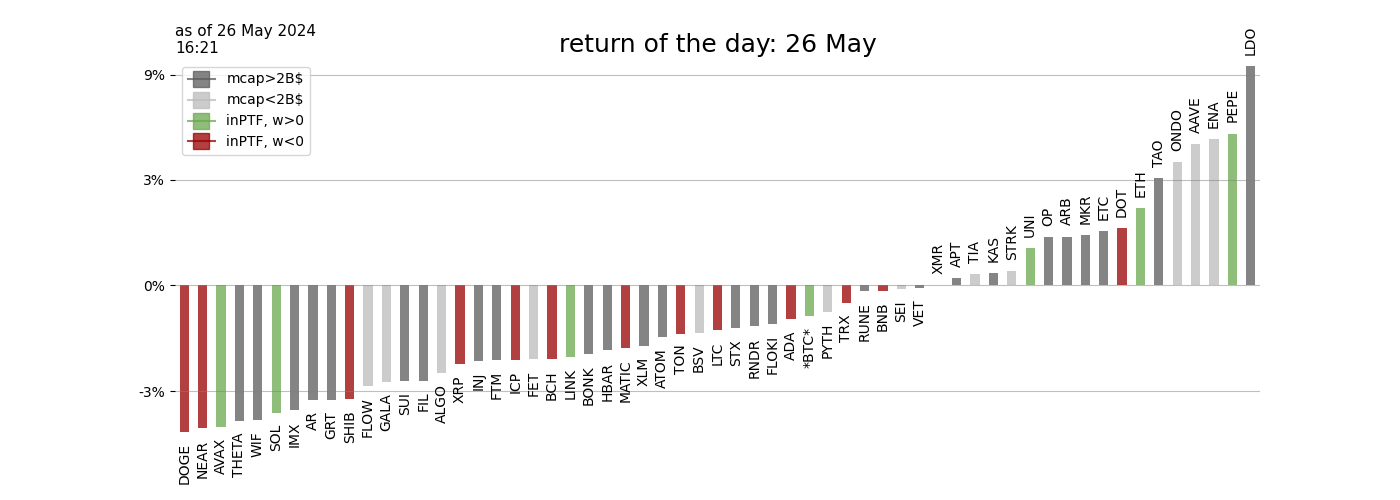 as of 26 May 2024
16:21
return of the day: 26 May
mcap>2B$
mcap<2B$
inPTF, w>0
inPTF, w<0
9%
3%
0%
-3%
DOGE
NEAR
AVAX
THETA
WIF
SOL
IMX
AR
GRT
SHIB
FLOW
GALA
SUI
FIL
ALGO
XRP
INJ
FTM
ICP
FET
BCH
LINK
BONK
HBAR
MATIC
XLM
ATOM
TON
BSV
LTC
STX
RNDR
FLOKI
ADA
*BTC*
PYTH
TRX
RUNE
BNB
SEI
VET
XMR
APT
TIA
KAS
STRK
UNI
OP
ARB
MKR
ETC
DOT
ETH
TAO
ONDO
AAVE
ENA
PEPE
LDO